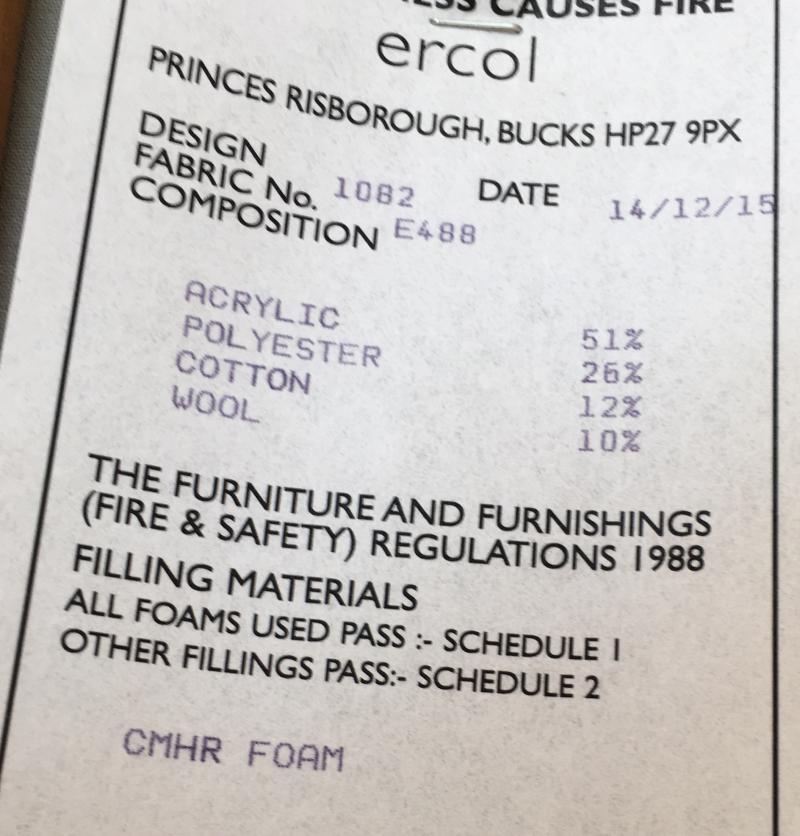 CAUSES FIRE
ercol
PRINCES RISBOROUGH, BUCKS HP27 9PX
DESIGN
FABRIC No. 1082 DATE 14/12/15
COMPOSITION E488
ACRYLIC 51%
POLYESTER 26%
COTTON 12%
WOOL 10%
THE FURNITURE AND FURNISHINGS
(FIRE & SAFETY) REGULATIONS 1988
FILLING MATERIALS
ALL FOAMS USED PASS :- SCHEDULE 1
OTHER FILLINGS PASS:- SCHEDULE 2
CMHR FOAM